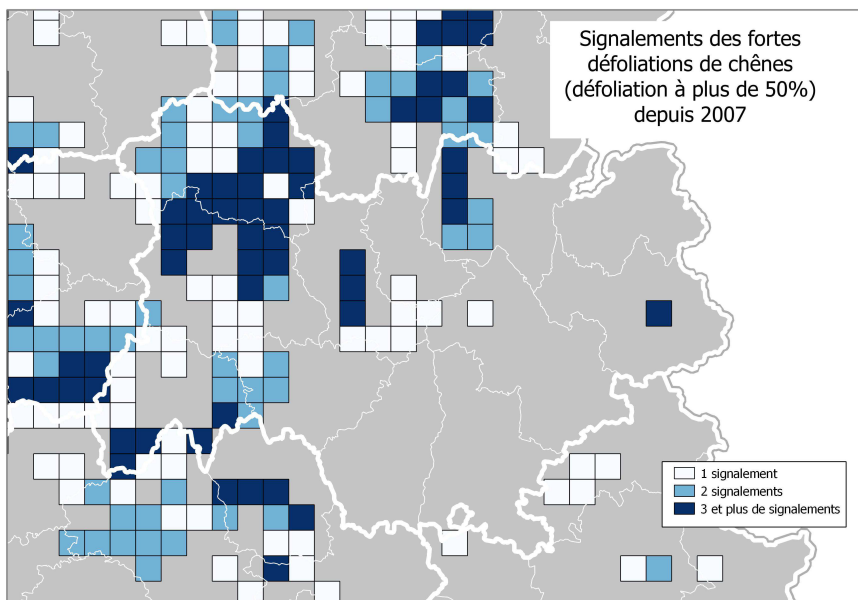 Signalements des fortes
défoliations de chênes
(défoliation à plus de 50%)
depuis 2007
1 signalement
2 signalements
3 et plus de signalements